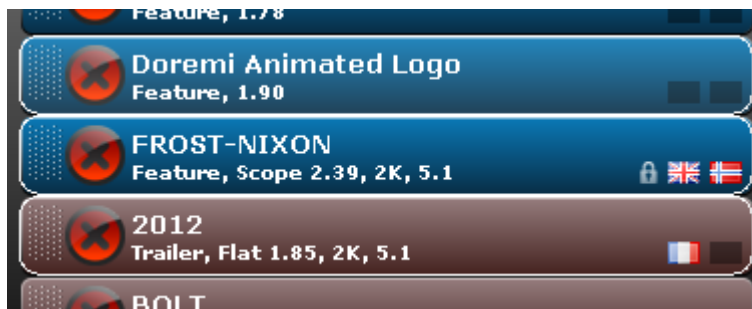 Feature, 1.78
Doremi Animated Logo
Feature, 1.90
FROST-NIXON
Feature, Scope 2.39, 2K, 5.1
2012
Trailer, Flat 1.85, 2K, 5.1
BOLT